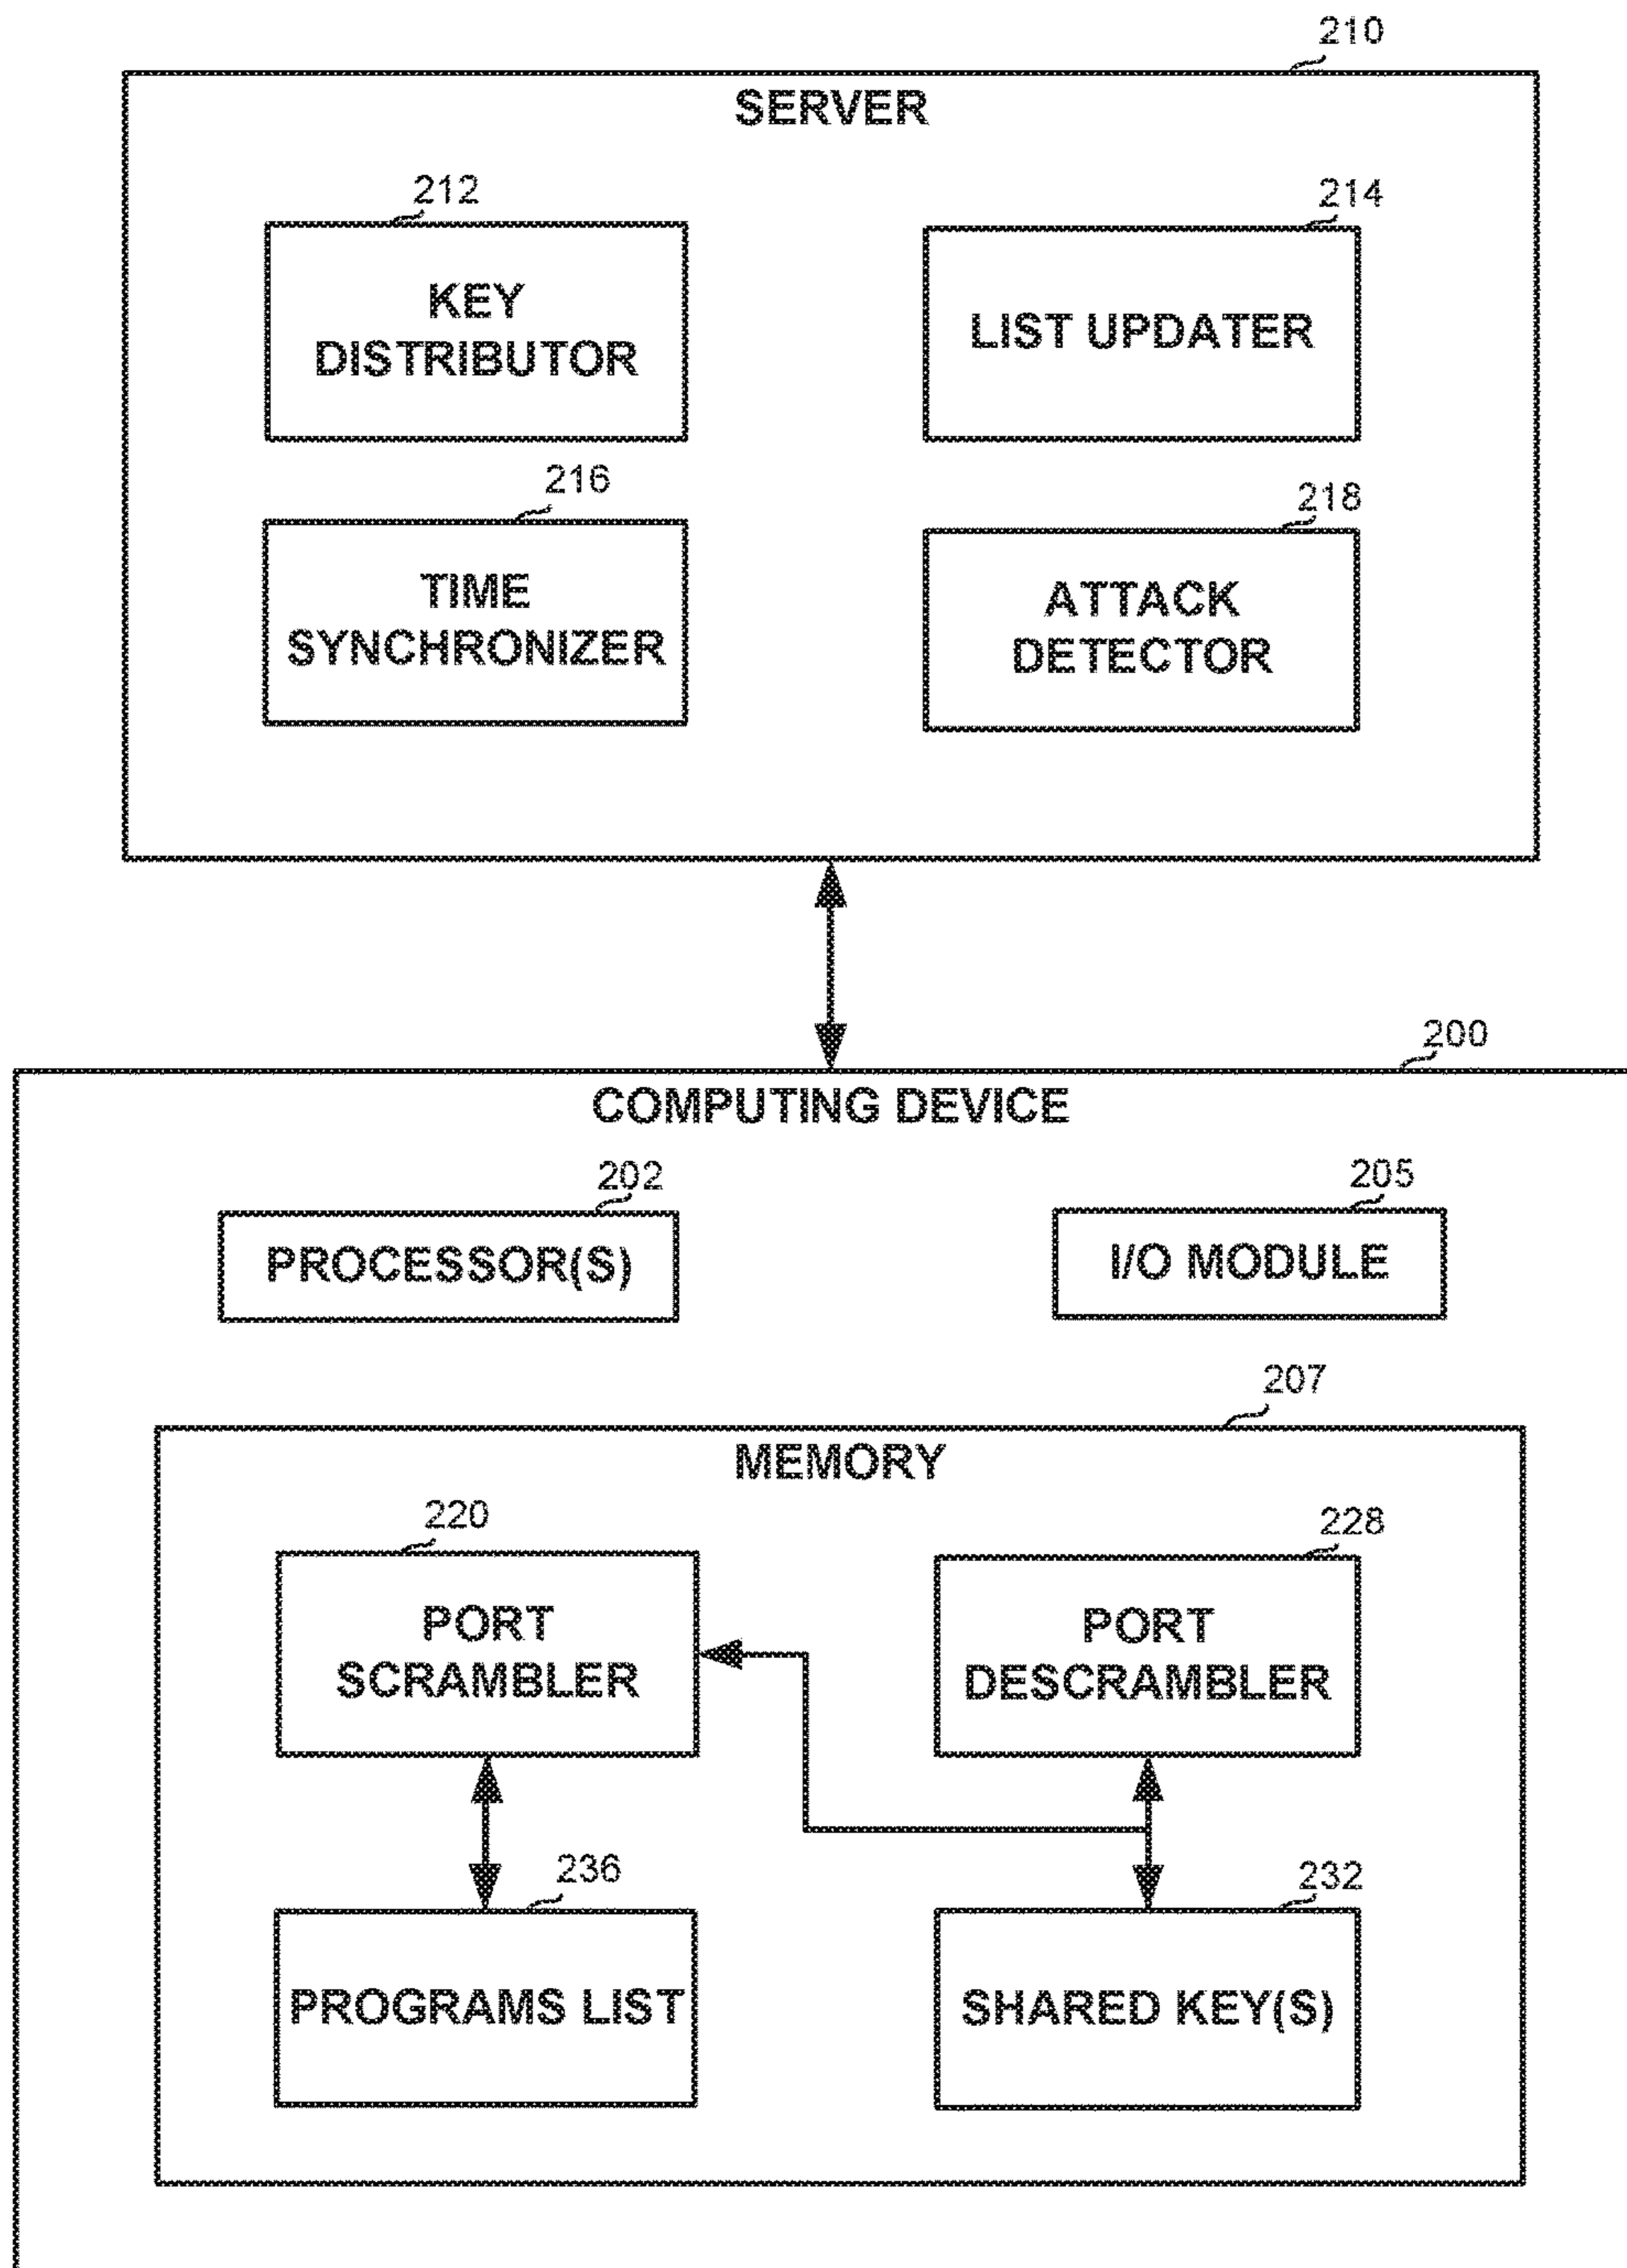 210
SERVER
212
214
KEY
DISTRIBUTOR
LIST UPDATER
216
218
TIME
SYNCHRONIZER
ATTACK
DETECTOR
200
COMPUTING DEVICE
202
205
PROCESSOR(S)
I/O MODULE
207
MEMORY
220
228
PORT
SCRAMBLER
PORT
DESCRAMBLER
236
232
PROGRAMS LIST
SHARED KEY(S)